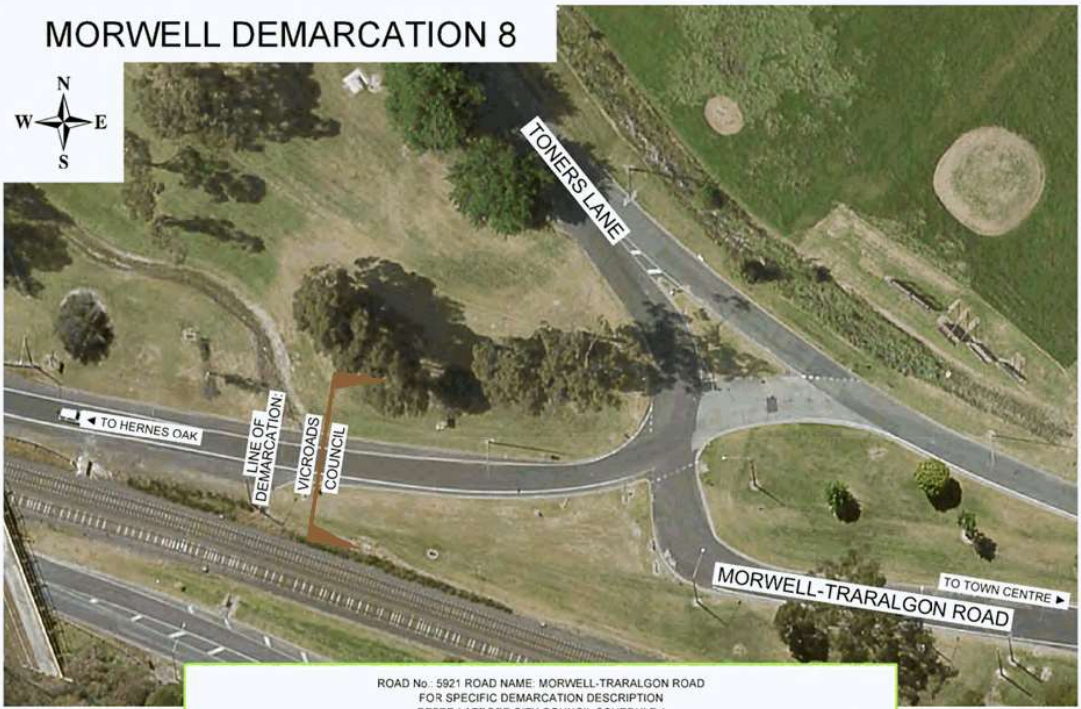 MORWELL DEMARCATION 8
N
W E
S
TONERS LANE
◄ TO HERNES OAK
LINE OF
DEMARCATION:
VICROADS
COUNCIL
MORWELL-TRARALGON ROAD
TO TOWN CENTRE ►
ROAD No.: 5921 ROAD NAME: MORWELL-TRARALGON ROAD
FOR SPECIFIC DEMARCATION DESCRIPTION